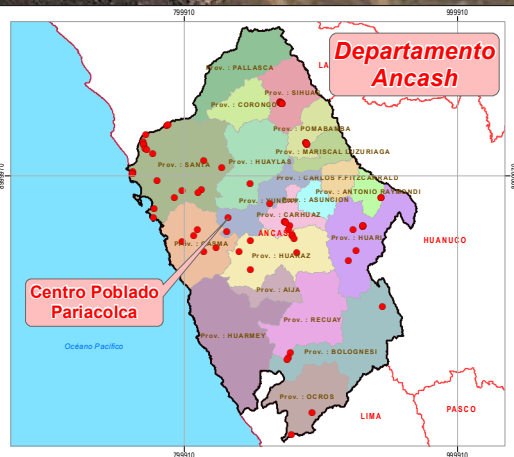 799910
999910
Departamento
Ancash
LA
Prov. : PALLASCA
Prov. : SIHUAS
Prov. : CORONGO
Prov. : POMABAMBA
Prov. : MARISCAL LUZURIAGA
Prov. : SANTA
Prov. : HUAYLAS
Prov. : CARLOS F.FITZCARRALD
Prov. : ANTONIO RAYMONDI
Prov. : YUNGAY
Prov. : ASUNCION
Prov. : CARHUAZ
ANCASH
Prov. : HUARI
HUANUCO
Prov. : CASMA
Prov. : HUARAZ
Centro Poblado
Pariacolca
Prov. : AIJA
Prov. : RECUAY
Prov. : HUARMEY
Océano Pacífico
Prov. : BOLOGNESI
Prov. : OCROS
LIMA
PASCO
799910
999910